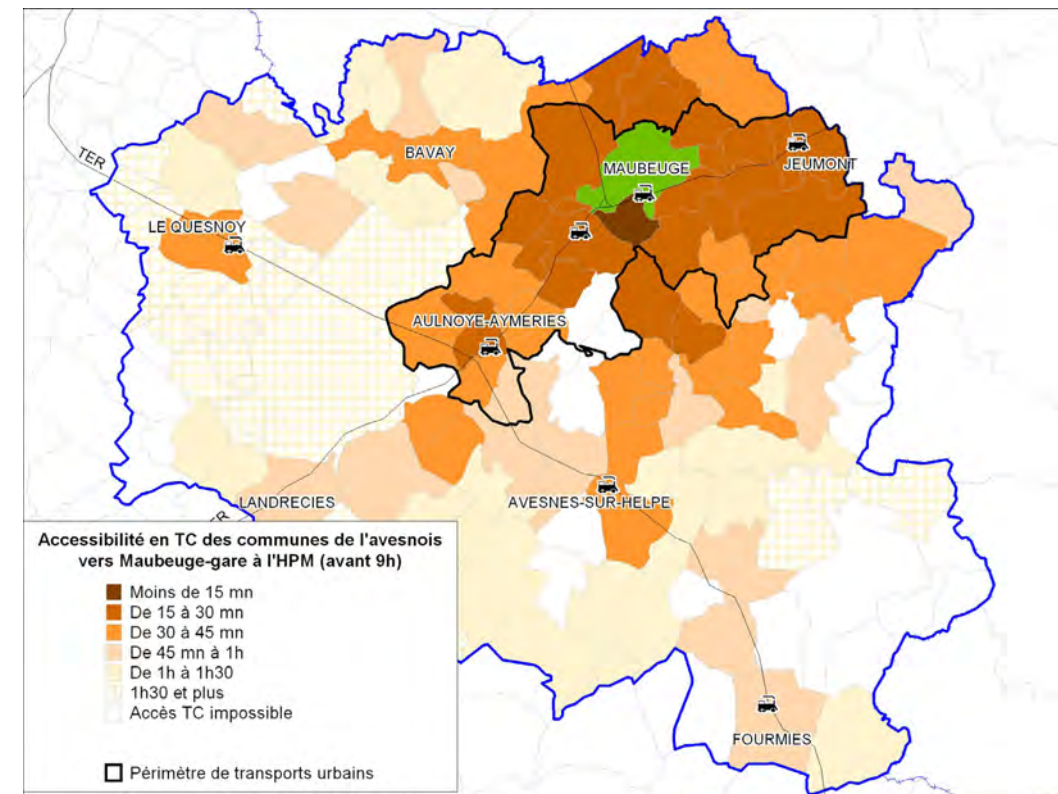 TER
BAVAY
MAUBEUGE
JEUMONT
LE QUESNOY
AULNOYE-AYMERIES
LANDRECIES
AVESNES-SUR-HELPE
FOURMIES
Accessibilité en TC des communes de l'avesnois
vers Maubeuge-gare à l'HPM (avant 9h)
Moins de 15 mn
De 15 à 30 mn
De 30 à 45 mn
De 45 mn à 1h
De 1h à 1h30
1h30 et plus
Accès TC impossible
Périmètre de transports urbains